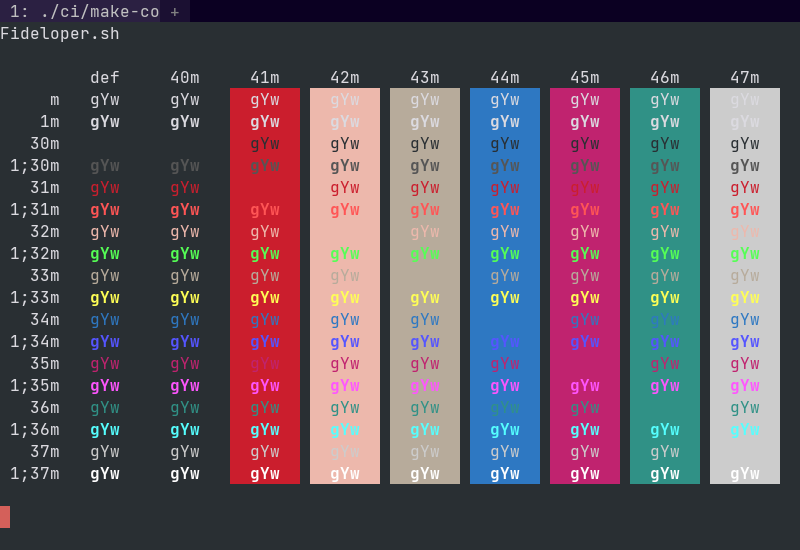 1: ./ci/make-co +
Fideloper.sh
def 40m 41m 42m 43m 44m 45m 46m 47m
m gYw gYw gYw gYw gYw gYw gYw gYw gYw
1m gYw gYw gYw gYw gYw gYw gYw gYw gYw
30m gYw gYw gYw gYw gYw gYw gYw
1;30m gYw gYw gYw gYw gYw gYw gYw gYw gYw
31m gYw gYw gYw gYw gYw gYw gYw gYw
1;31m gYw gYw gYw gYw gYw gYw gYw gYw gYw
32m gYw gYw gYw gYw gYw gYw gYw gYw
1;32m gYw gYw gYw gYw gYw gYw gYw gYw gYw
33m gYw gYw gYw gYw gYw gYw gYw gYw
1;33m gYw gYw gYw gYw gYw gYw gYw gYw gYw
34m gYw gYw gYw gYw gYw gYw gYw gYw
1;34m gYw gYw gYw gYw gYw gYw gYw gYw gYw
35m gYw gYw gYw gYw gYw gYw gYw gYw
1;35m gYw gYw gYw gYw gYw gYw gYw gYw gYw
36m gYw gYw gYw gYw gYw gYw gYw gYw
1;36m gYw gYw gYw gYw gYw gYw gYw gYw gYw
37m gYw gYw gYw gYw gYw gYw gYw gYw
1;37m gYw gYw gYw gYw gYw gYw gYw gYw gYw